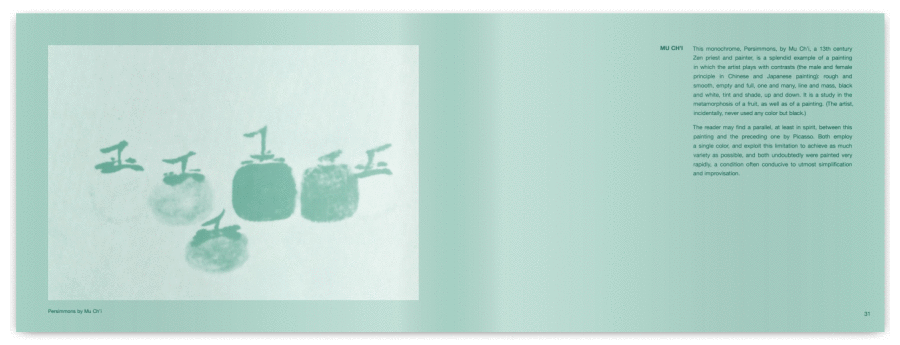 Persimmons by Mu Ch'i
MU CH'I
This monochrome, Persimmons, by Mu Ch'i, a 13th century
Zen priest and painter, is a splendid example of a painting
in which the artist plays with contrasts (the male and female
principle in Chinese and Japanese painting): rough and
smooth, empty and full, one and many, line and mass, black
and white, tint and shade, up and down. It is a study in the
metamorphosis of a fruit, as well as of a painting. (The artist,
incidentally, never used any color but black.)
The reader may find a parallel, at least in spirit, between this
painting and the preceding one by Picasso. Both employ
a single color, and exploit this limitation to achieve as much
variety as possible, and both undoubtedly were painted very
rapidly, a condition often conducive to utmost simplification
and improvisation.
31